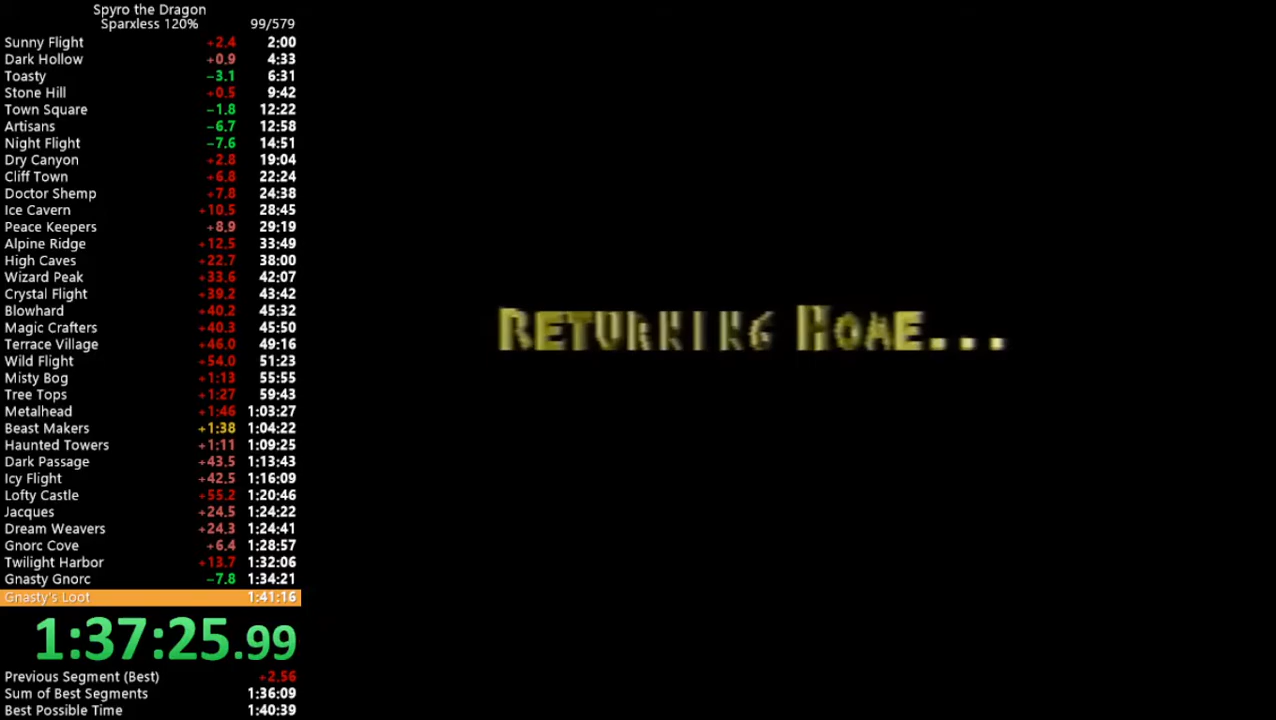 Spyro the Dragon
Sparxless 120% 99/579
Sunny Flight +2.4 2:00
Dark Hollow +0.9 4:33
Toasty −3.1 6:31
Stone Hill +0.5 9:42
Town Square −1.8 12:22
Artisans −6.7 12:58
Night Flight −7.6 14:51
Dry Canyon +2.8 19:04
Cliff Town +6.8 22:24
Doctor Shemp +7.8 24:38
Ice Cavern +10.5 28:45
Peace Keepers +8.9 29:19
Alpine Ridge +12.5 33:49
High Caves +22.7 38:00
Wizard Peak +33.6 42:07
Crystal Flight +39.2 43:42
Blowhard +40.2 45:32
Magic Crafters +40.3 45:50
Terrace Village +46.0 49:16
Wild Flight +54.0 51:23
Misty Bog +1:13 55:55
Tree Tops +1:27 59:43
Metalhead +1:46 1:03:27
Beast Makers +1:38 1:04:22
Haunted Towers +1:11 1:09:25
Dark Passage +43.5 1:13:43
Icy Flight +42.5 1:16:09
Lofty Castle +55.2 1:20:46
Jacques +24.5 1:24:22
Dream Weavers +24.3 1:24:41
Gnorc Cove +6.4 1:28:57
Twilight Harbor +13.7 1:32:06
Gnasty Gnorc −7.8 1:34:21
Gnasty's Loot 1:41:16
1:37:25.99
Previous Segment (Best) +2.56
Sum of Best Segments 1:36:09
Best Possible Time 1:40:39
RETURNING HOME...